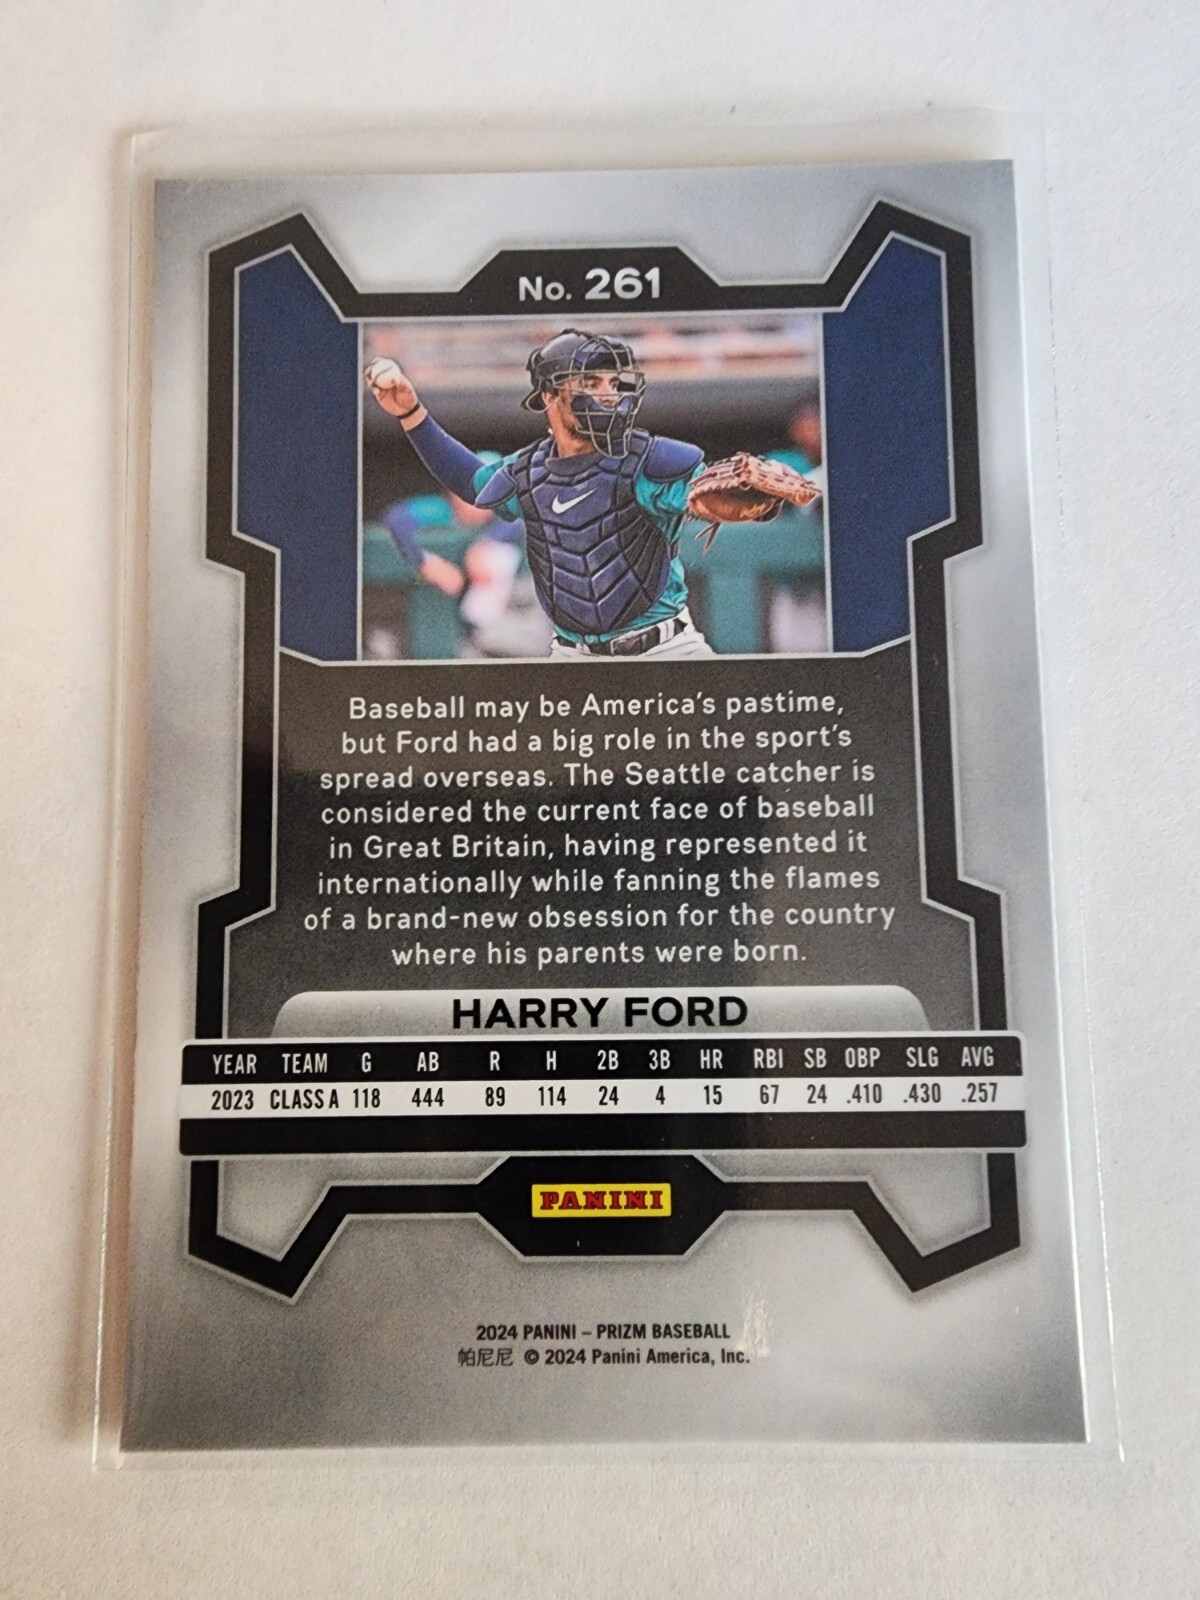 No. 261
Baseball may be America's pastime,
but Ford had a big role in the sport's
spread overseas. The Seattle catcher is
considered the current face of baseball
in Great Britain, having represented it
internationally while fanning the flames
of a brand-new obsession for the country
where his parents were born.
HARRY FORD
YEAR TEAM G AB R H 2B 3B HR RBI SB OBP SLG AVG
2023 CLASS A 118 444 89 114 24 4 15 67 24 .410 .430 .257
PANINI
2024 PANINI – PRIZM BASEBALL
帕尼尼 © 2024 Panini America, Inc.